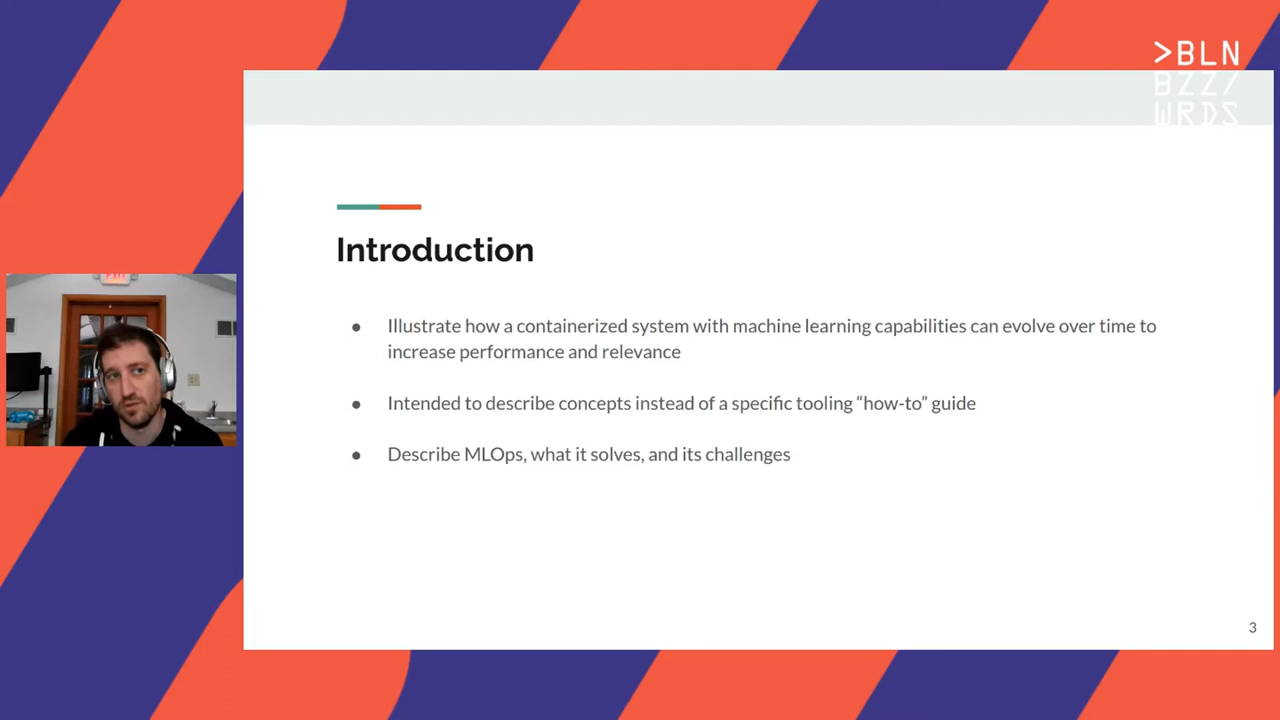 >BLN
BZZ/
WRDS
Introduction
● Illustrate how a containerized system with machine learning capabilities can evolve over time to
increase performance and relevance
● Intended to describe concepts instead of a specific tooling “how-to” guide
● Describe MLOps, what it solves, and its challenges
3